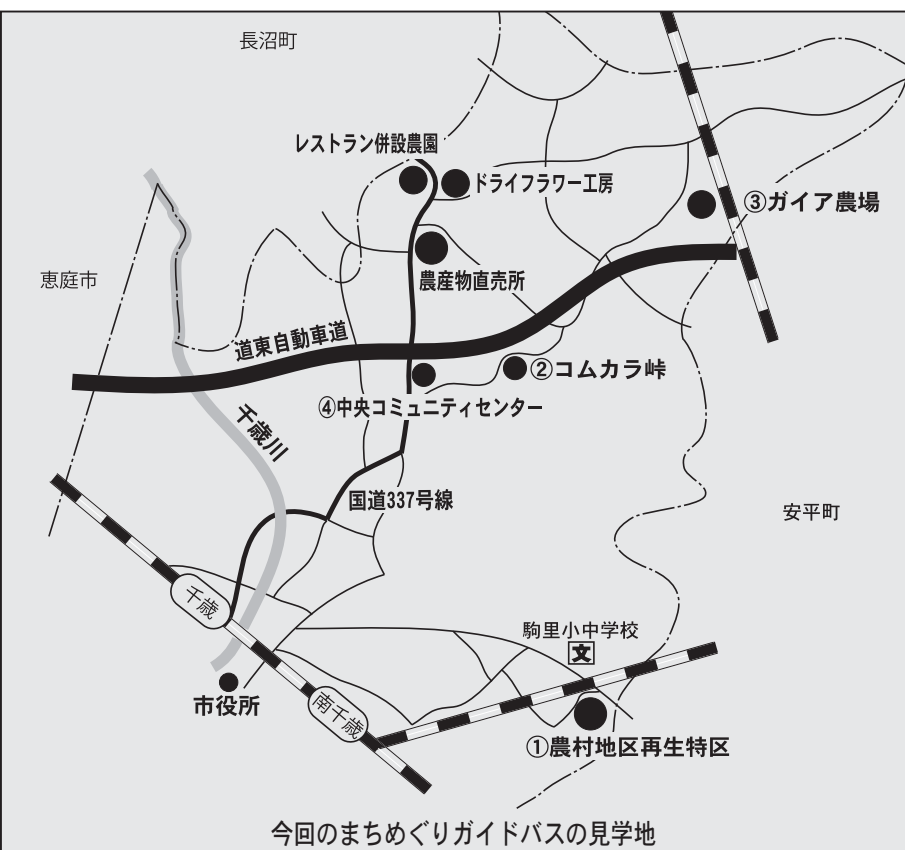 長沼町
レストラン併設農園
ドライフラワー工房
③ガイア農場
恵庭市
農産物直売所
道東自動車道
②コムカラ峠
④中央コミュニティセンター
千歳川
国道337号線
安平町
千歳
駒里小中学校
文
市役所
南千歳
①農村地区再生特区
今回のまちめぐりガイドバスの見学地